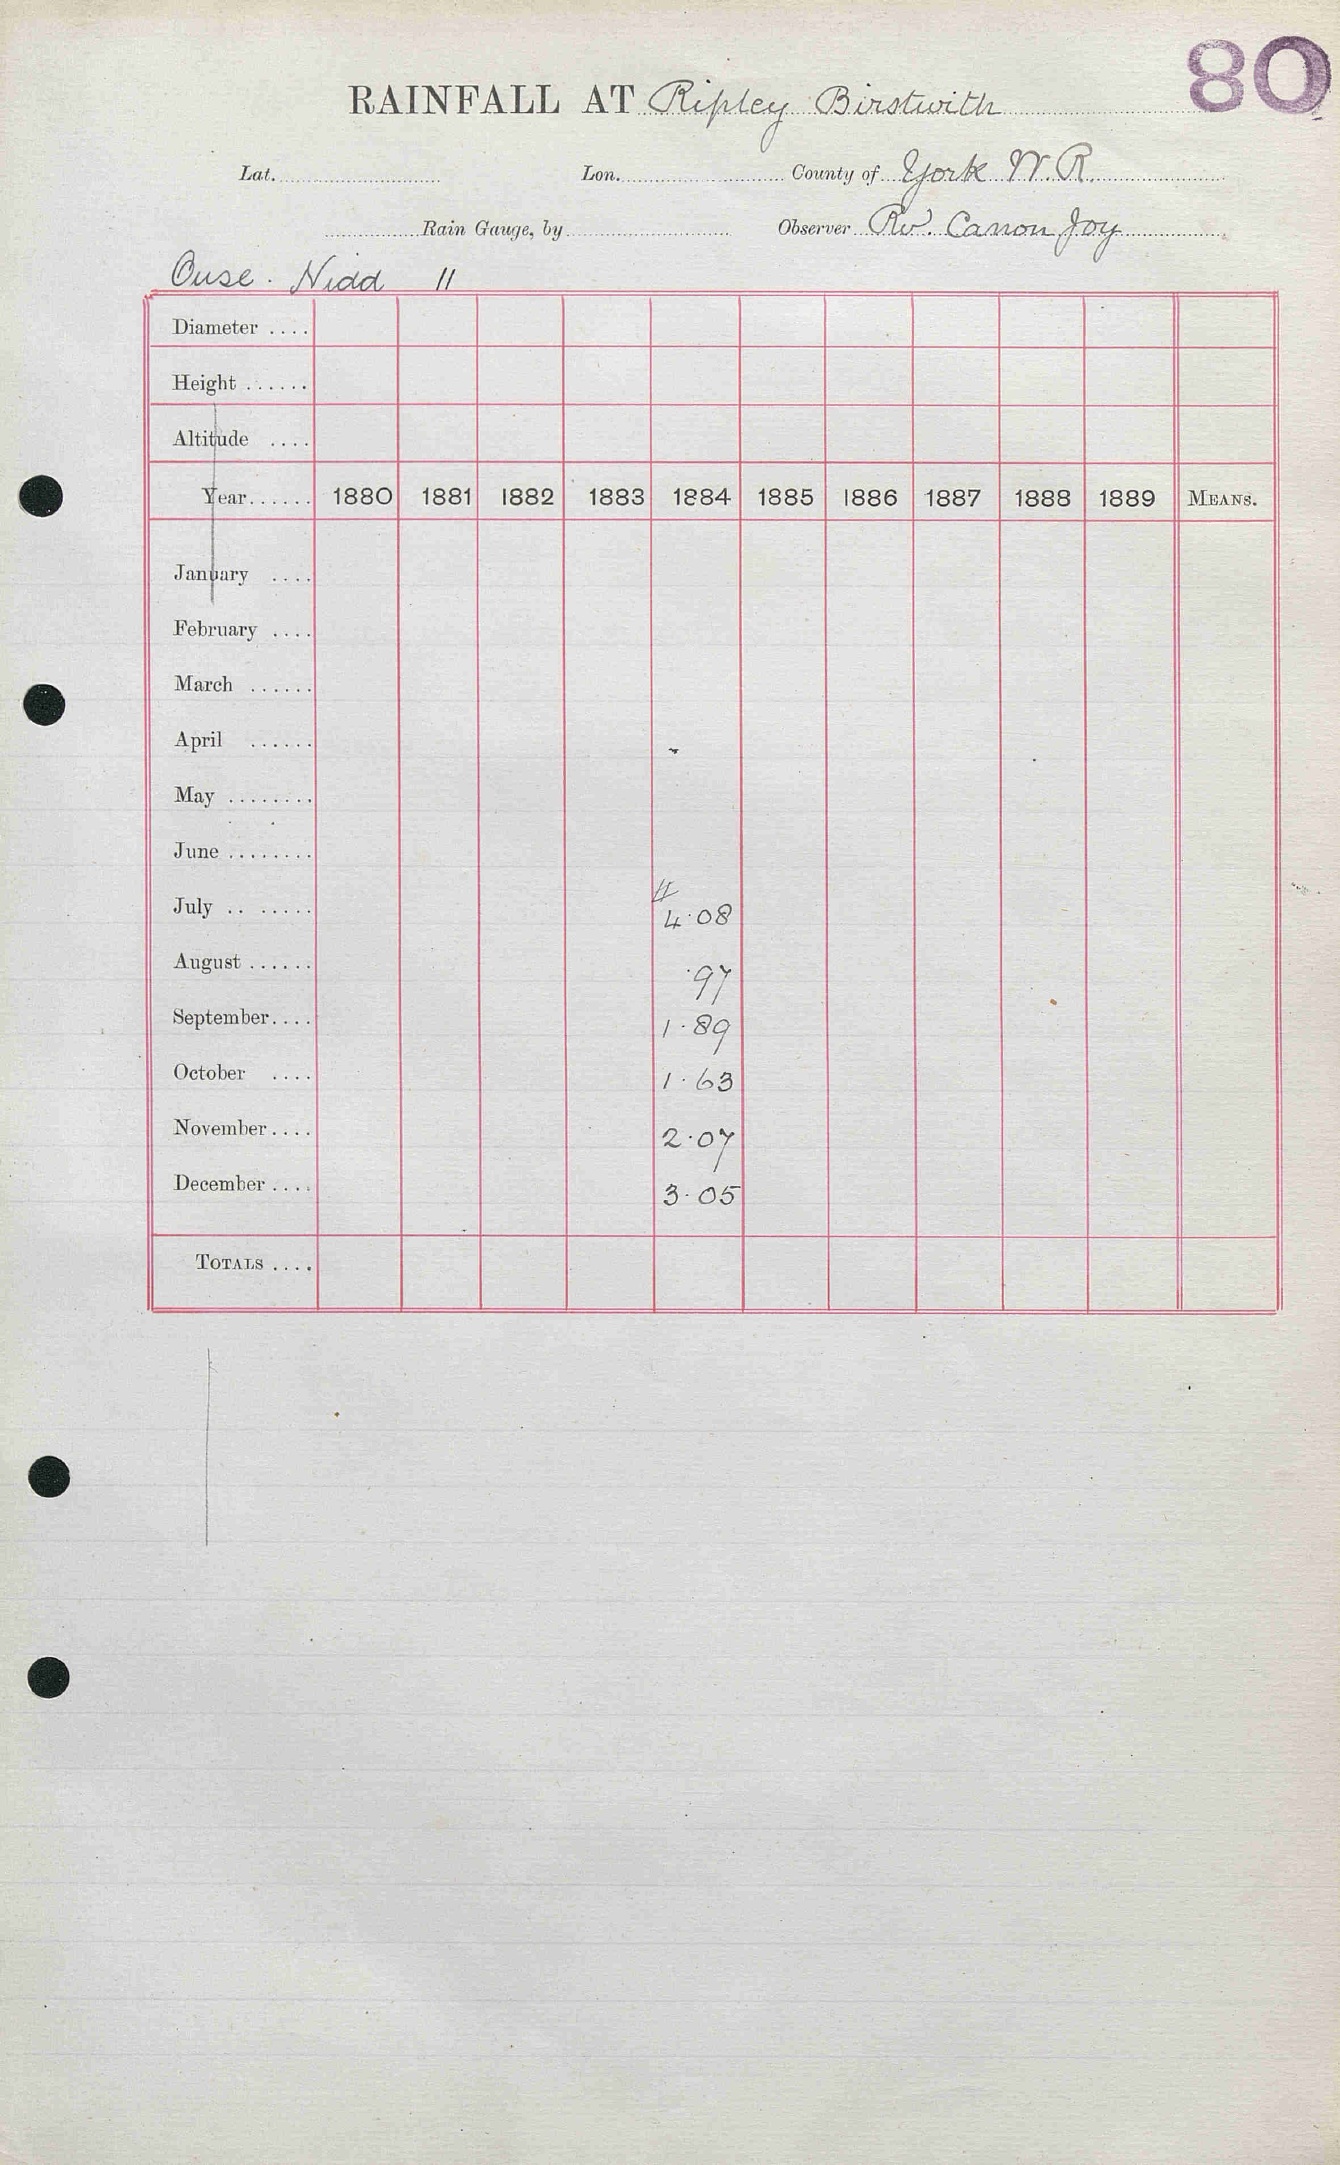 80
RAINFALL AT Ripley Birstwith
Lat. Lon. County of York W.R.
Rain Gauge, by Observer Rev. Canon Joy
Ouse. Nidd 11
Diameter ....
Height ......
Altitude ....
Year...... 1880 1881 1882 1883 1884 1885 1886 1887 1888 1889 MEANS.
January ....
February ....
March ......
April ......
May ........
June ........
July .. ...... 4.08
August ...... .97
September.... 1.89
October .... 1.63
November.... 2.07
December .... 3.05
TOTALS ....